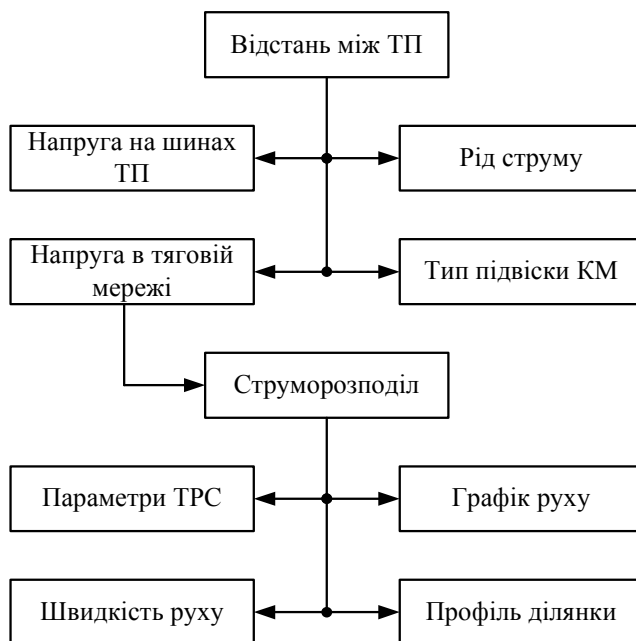 Відстань між ТП
Напруга на шинах
ТП
Рід струму
Напруга в тяговій
мережі
Тип підвіски КМ
Струморозподіл
Параметри ТРС
Графік руху
Швидкість руху
Профіль ділянки